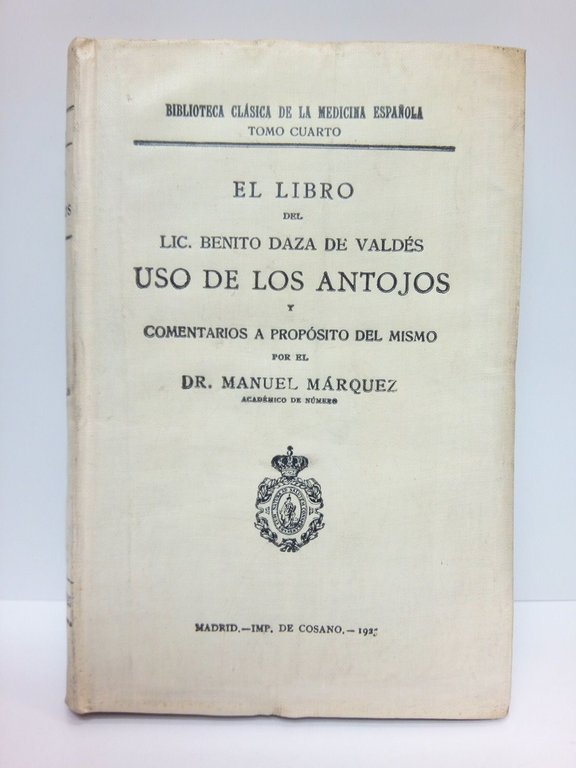 BIBLIOTECA CLÁSICA DE LA MEDICINA ESPAÑOLA
TOMO CUARTO
EL LIBRO
DEL
LIC. BENITO DAZA DE VALDÉS
USO DE LOS ANTOJOS
Y
COMENTARIOS A PROPÓSITO DEL MISMO
POR EL
DR. MANUEL MÁRQUEZ
ACADÉMICO DE NÚMERO
MADRID.—IMP. DE COSANO.—